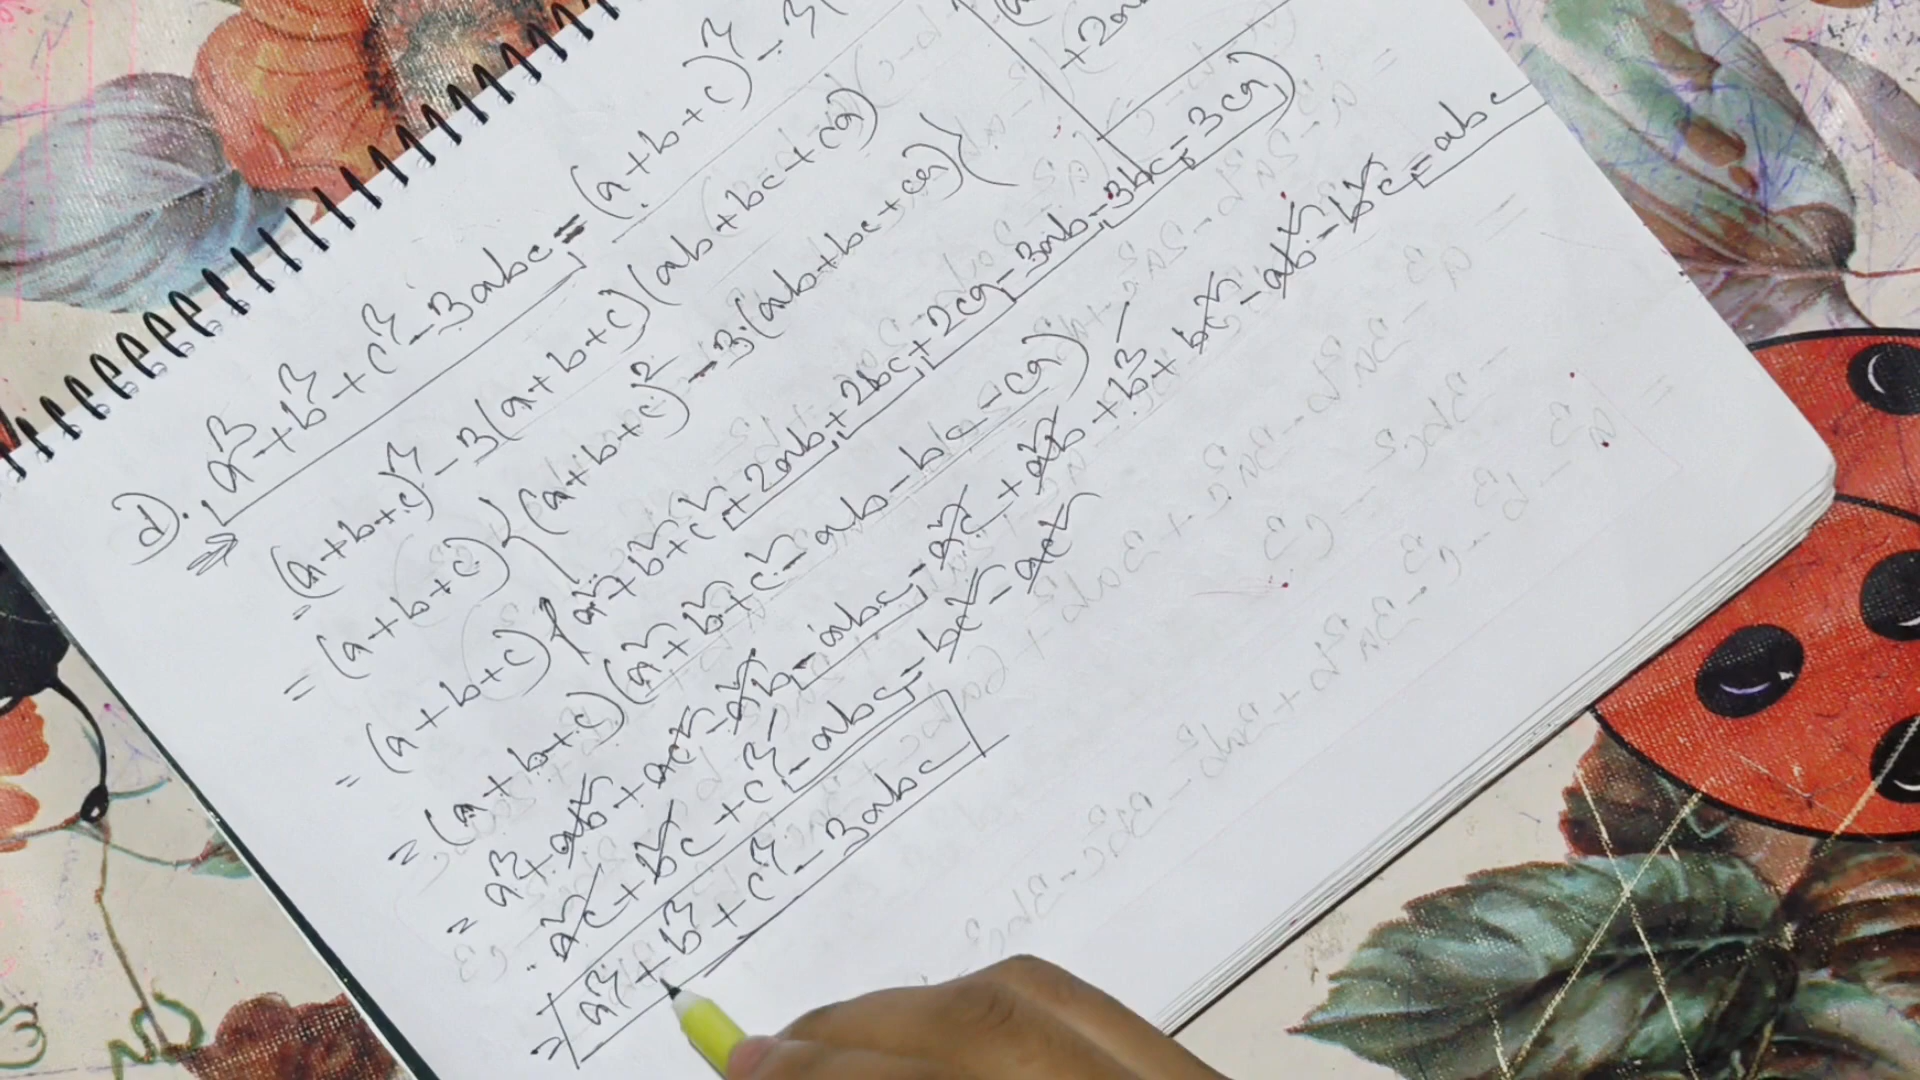 d). a³+b³+c³-3abc = (a+b+c)³-3(
⇒
= (a+b+c)³-3(a+b+c)(ab+bc+ca)
= (a+b+c){(a+b+c)²-3(ab+bc+ca)}
= (a+b+c){a²+b²+c²+2ab+2bc+2ca-3ab-3bc-3ca}
= (a+b+c)(a²+b²+c²-ab-bc-ca)
= a³+ab²+ac²-a²b-abc-a²c+a²b+b³+bc²-ab²-b²c-abc
a²c+b²c+c³-abc-bc²-ac²
= a³+b³+c³-3abc
+2ab